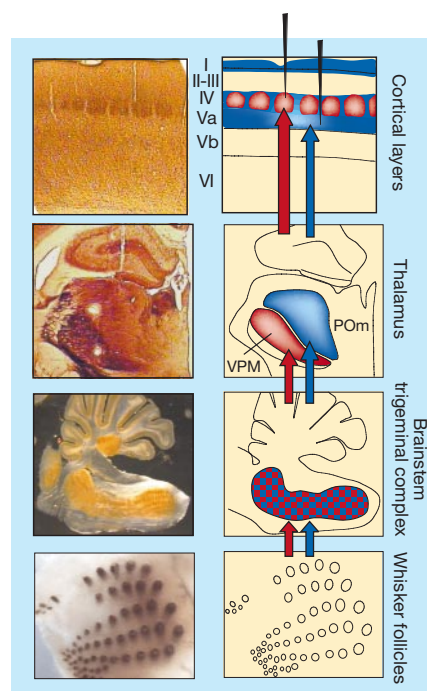 I
II-III
IV
Va
Vb
VI
Cortical layers
POm
VPM
Thalamus
Brainstem
trigeminal complex
Whisker follicles